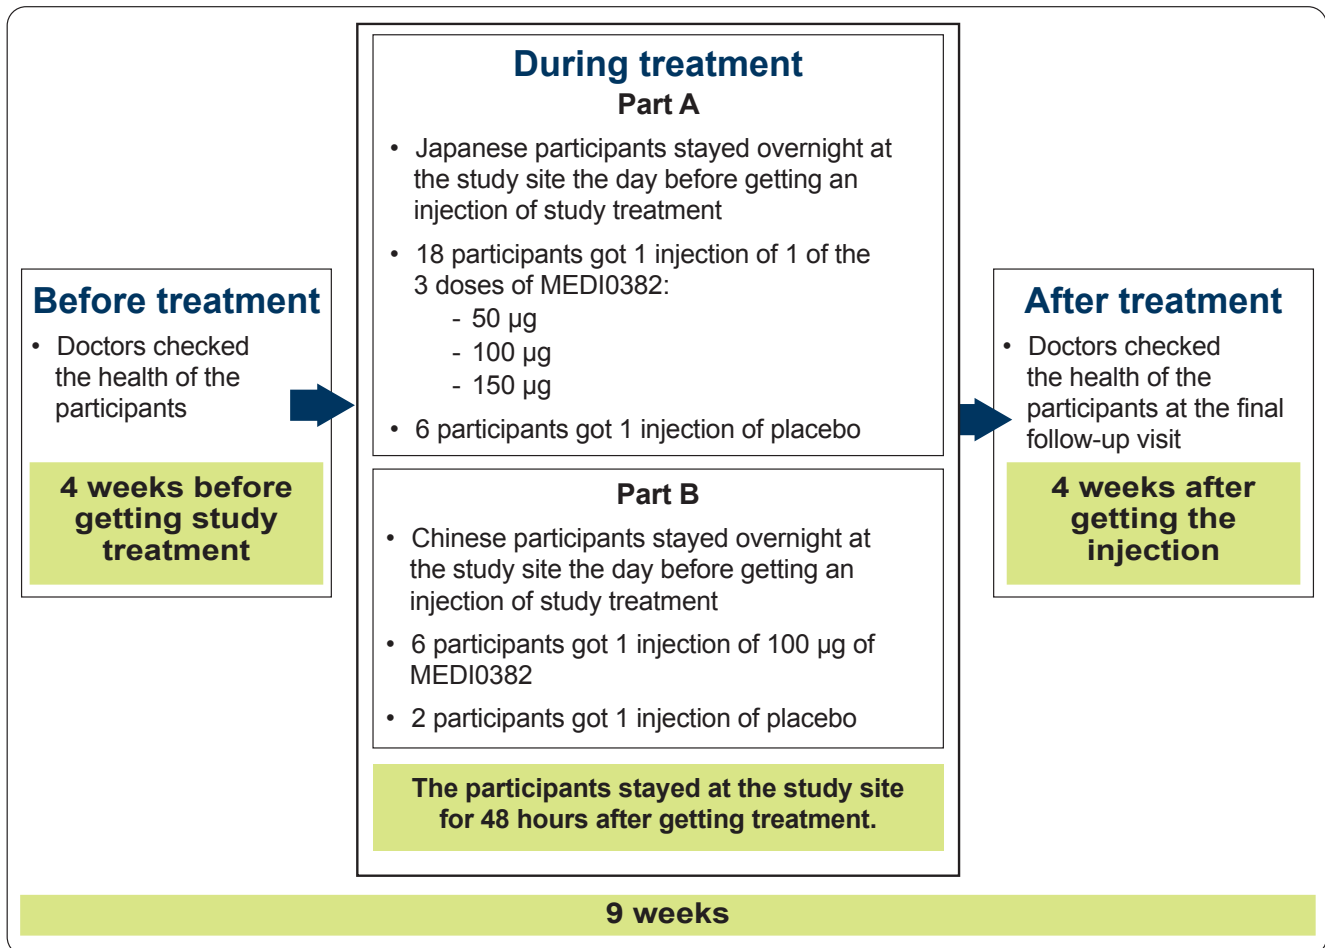 Before treatment
• Doctors checked
the health of the
participants
4 weeks before
getting study
treatment
During treatment
Part A
• Japanese participants stayed overnight at
the study site the day before getting an
injection of study treatment
• 18 participants got 1 injection of 1 of the
3 doses of MEDI0382:
- 50 µg
- 100 µg
- 150 µg
• 6 participants got 1 injection of placebo
Part B
• Chinese participants stayed overnight at
the study site the day before getting an
injection of study treatment
• 6 participants got 1 injection of 100 µg of
MEDI0382
• 2 participants got 1 injection of placebo
The participants stayed at the study site
for 48 hours after getting treatment.
After treatment
• Doctors checked
the health of the
participants at the final
follow-up visit
4 weeks after
getting the
injection
9 weeks